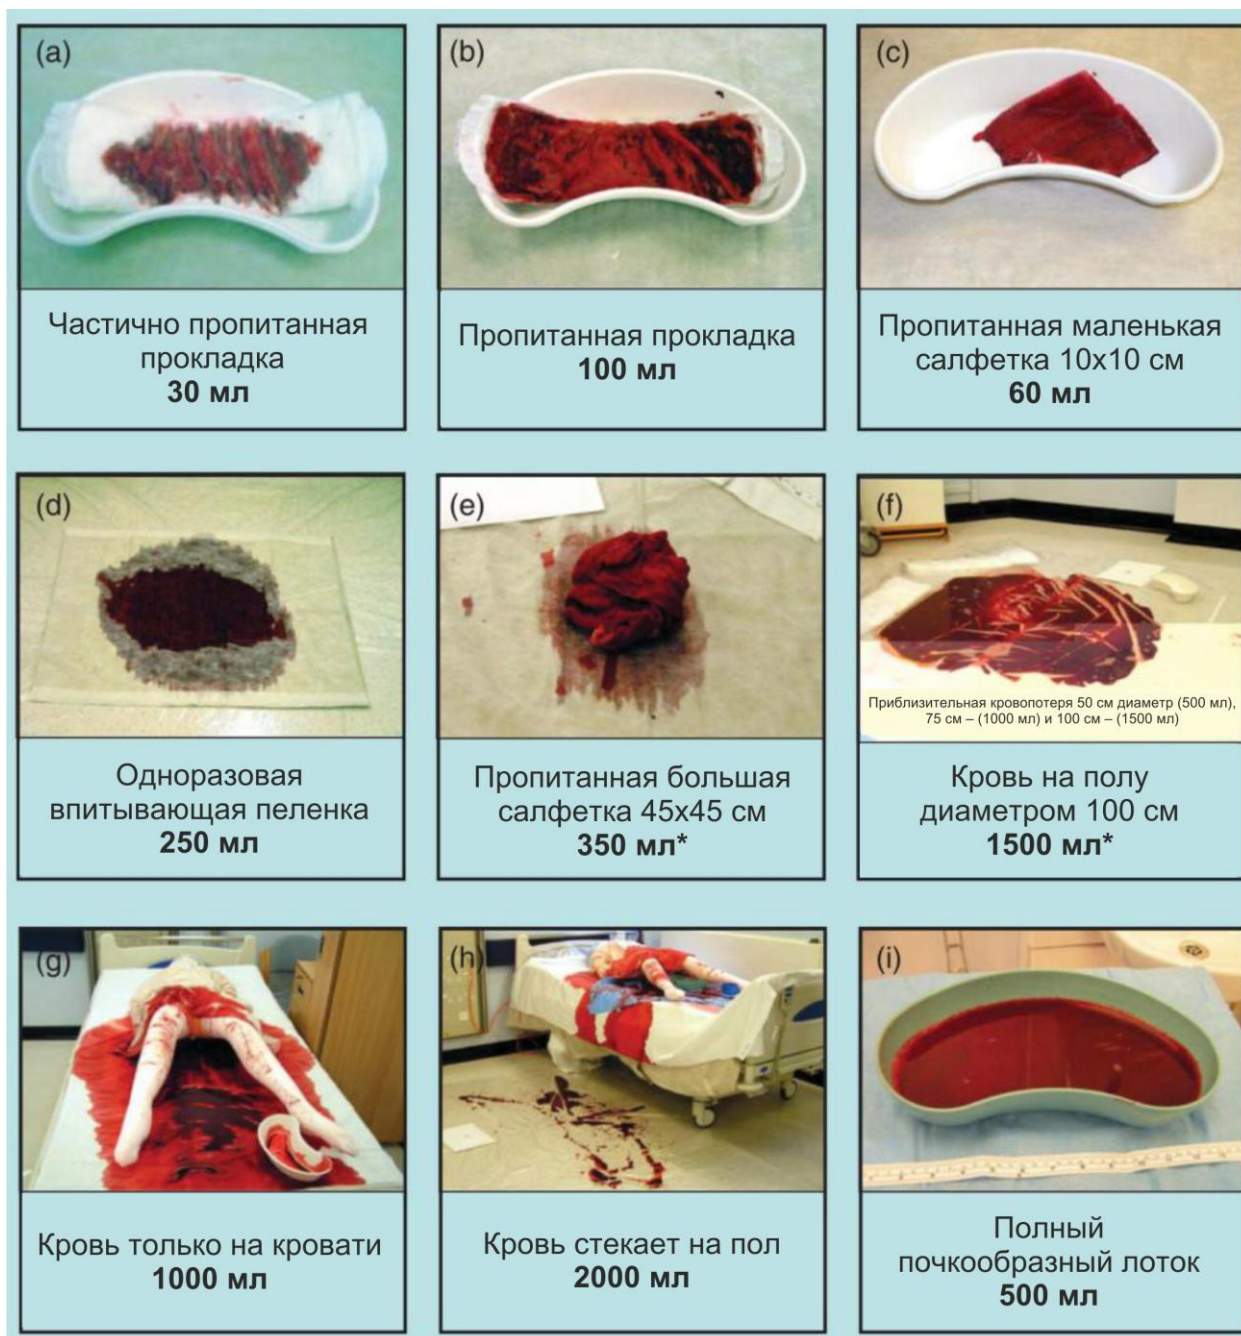 (a)
(b)
(c)
Частично пропитанная
прокладка
30 мл
Пропитанная прокладка
100 мл
Пропитанная маленькая
салфетка 10x10 см
60 мл
(d)
(e)
(f)
Приблизительная кровопотеря 50 см диаметр (500 мл),
75 см – (1000 мл) и 100 см – (1500 мл)
Одноразовая
впитывающая пеленка
250 мл
Пропитанная большая
салфетка 45x45 см
350 мл*
Кровь на полу
диаметром 100 см
1500 мл*
(g)
(h)
(i)
Кровь только на кровати
1000 мл
Кровь стекает на пол
2000 мл
Полный
почкообразный лоток
500 мл